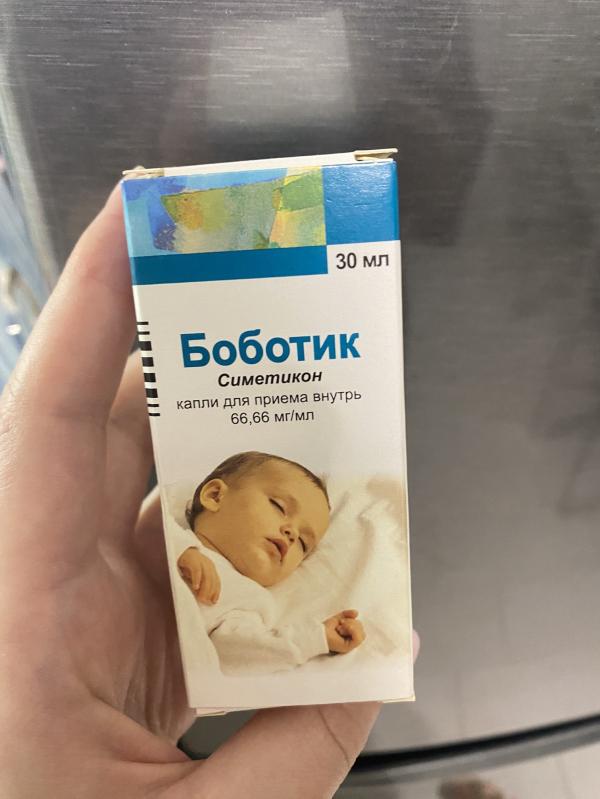 30 мл
Боботик
Симетикон
капли для приема внутрь
66,66 мг/мл